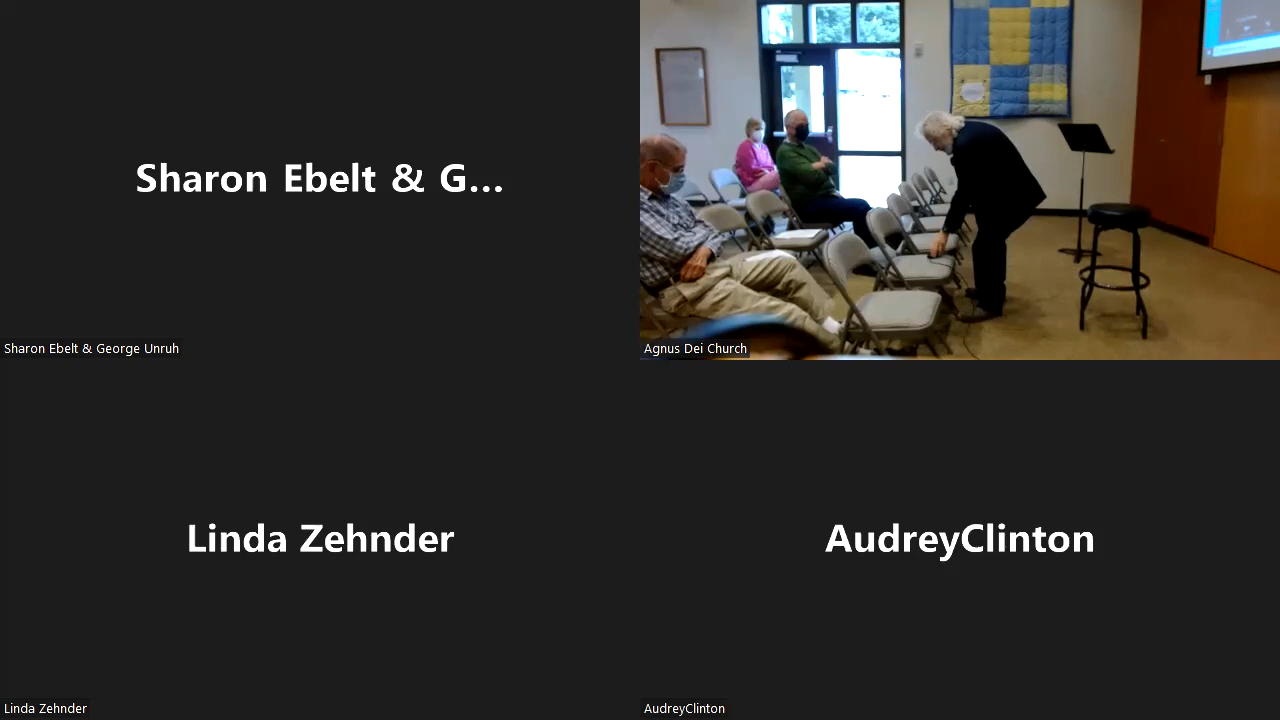 Sharon Ebelt & G...
Sharon Ebelt & George Unruh
Agnus Dei Church
Linda Zehnder
Linda Zehnder
AudreyClinton
AudreyClinton